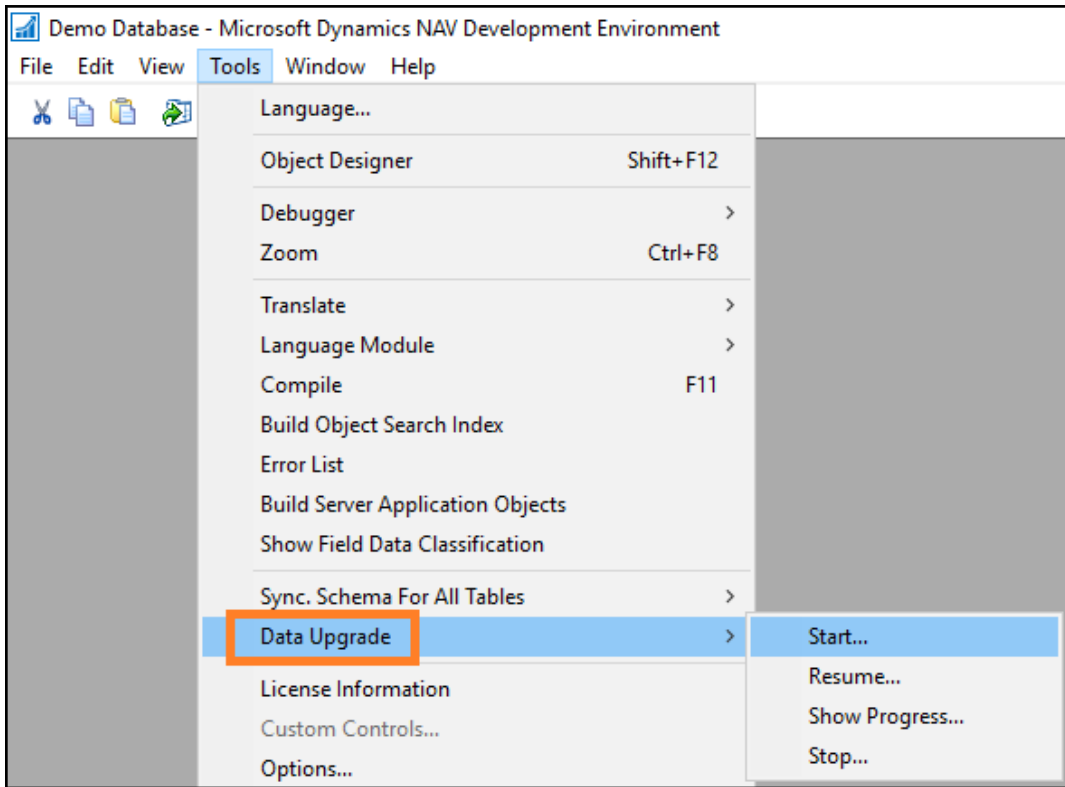 Demo Database - Microsoft Dynamics NAV Development Environment
File Edit View Tools Window Help
Language...
Object Designer Shift+F12
Debugger >
Zoom Ctrl+F8
Translate >
Language Module >
Compile F11
Build Object Search Index
Error List
Build Server Application Objects
Show Field Data Classification
Sync. Schema For All Tables >
Data Upgrade >
License Information
Custom Controls...
Options...
Start...
Resume...
Show Progress...
Stop...